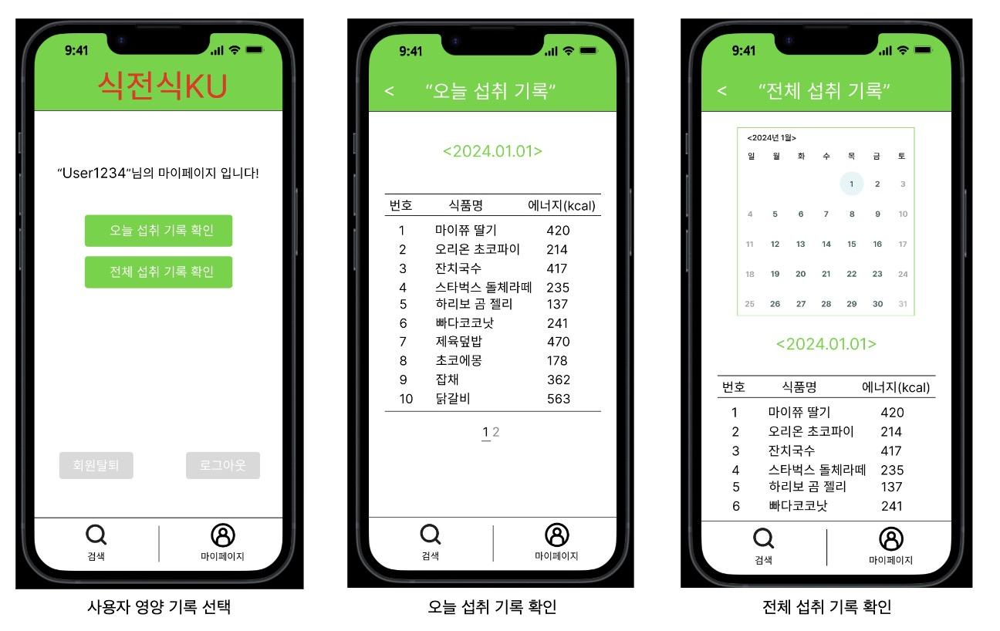 9:41
식전식KU
“User1234”님의 마이페이지 입니다!
오늘 섭취 기록 확인
전체 섭취 기록 확인
회원탈퇴 로그아웃
검색 마이페이지
사용자 영양 기록 선택
9:41
< “오늘 섭취 기록”
<2024.01.01>
번호 식품명 에너지(kcal)
1 마이쮸 딸기 420
2 오리온 초코파이 214
3 잔치국수 417
4 스타벅스 돌체라떼 235
5 하리보 곰 젤리 137
6 빠다코코낫 241
7 제육덮밥 470
8 초코에몽 178
9 잡채 362
10 닭갈비 563
1 2
검색 마이페이지
오늘 섭취 기록 확인
9:41
< “전체 섭취 기록”
<2024년 1월>
일 월 화 수 목 금 토
1 2 3
4 5 6 7 8 9 10
11 12 13 14 15 16 17
18 19 20 21 22 23 24
25 26 27 28 29 30 31
<2024.01.01>
번호 식품명 에너지(kcal)
1 마이쮸 딸기 420
2 오리온 초코파이 214
3 잔치국수 417
4 스타벅스 돌체라떼 235
5 하리보 곰 젤리 137
6 빠다코코낫 241
검색 마이페이지
전체 섭취 기록 확인